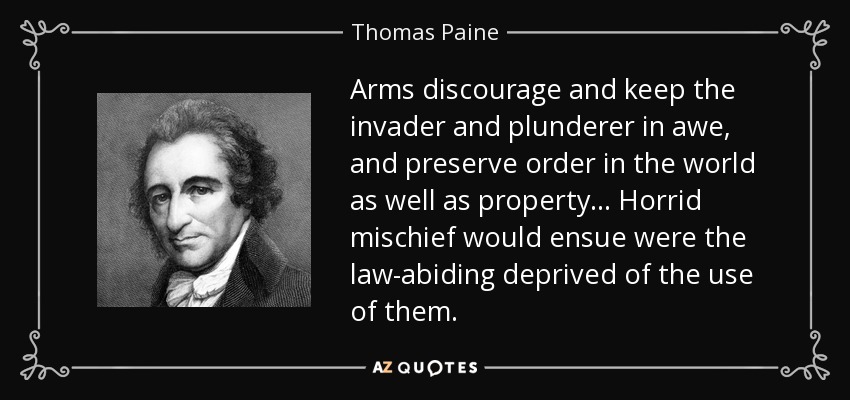 Thomas Paine
Arms discourage and keep the
invader and plunderer in awe,
and preserve order in the world
as well as property... Horrid
mischief would ensue were the
law-abiding deprived of the use
of them.
AZ QUOTES